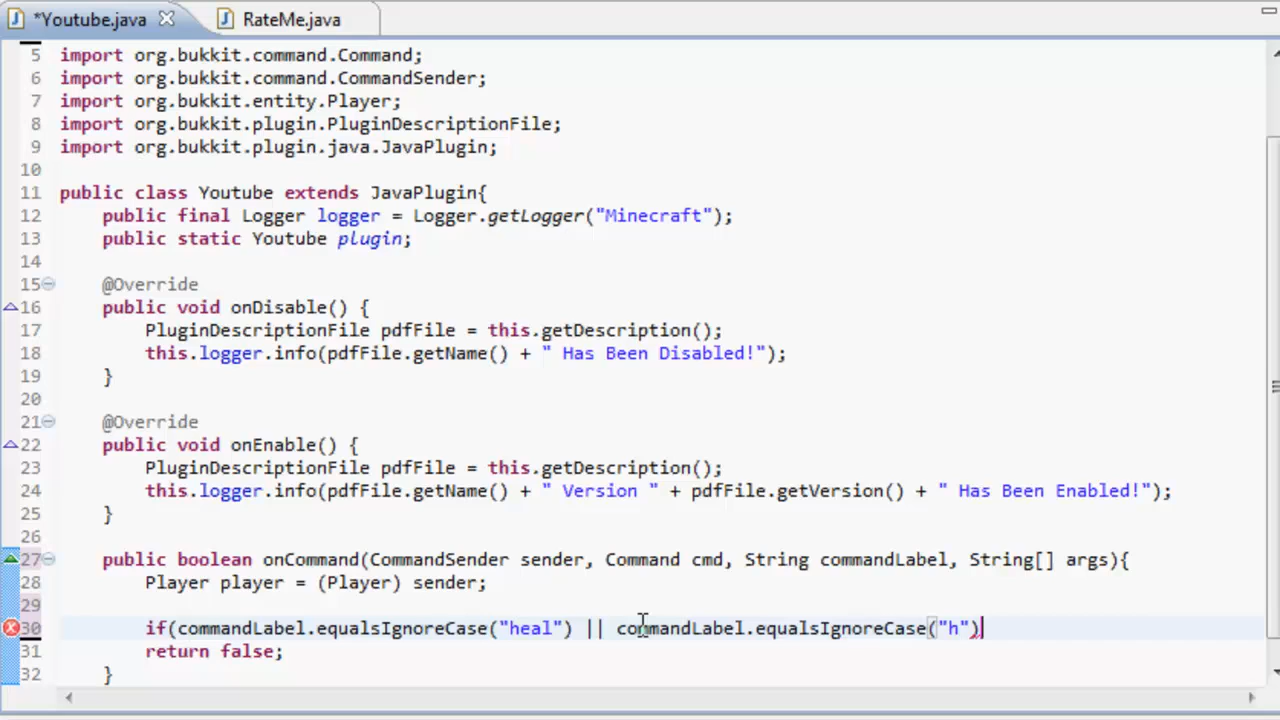 *Youtube.java RateMe.java
5 import org.bukkit.command.Command;
6 import org.bukkit.command.CommandSender;
7 import org.bukkit.entity.Player;
8 import org.bukkit.plugin.PluginDescriptionFile;
9 import org.bukkit.plugin.java.JavaPlugin;
10
11 public class Youtube extends JavaPlugin{
12 public final Logger logger = Logger.getLogger("Minecraft");
13 public static Youtube plugin;
14
15 @Override
16 public void onDisable() {
17 PluginDescriptionFile pdfFile = this.getDescription();
18 this.logger.info(pdfFile.getName() + " Has Been Disabled!");
19 }
20
21 @Override
22 public void onEnable() {
23 PluginDescriptionFile pdfFile = this.getDescription();
24 this.logger.info(pdfFile.getName() + " Version " + pdfFile.getVersion() + " Has Been Enabled!");
25 }
26
27 public boolean onCommand(CommandSender sender, Command cmd, String commandLabel, String[] args){
28 Player player = (Player) sender;
29
30 if(commandLabel.equalsIgnoreCase("heal") || commandLabel.equalsIgnoreCase("h")
31 return false;
32 }